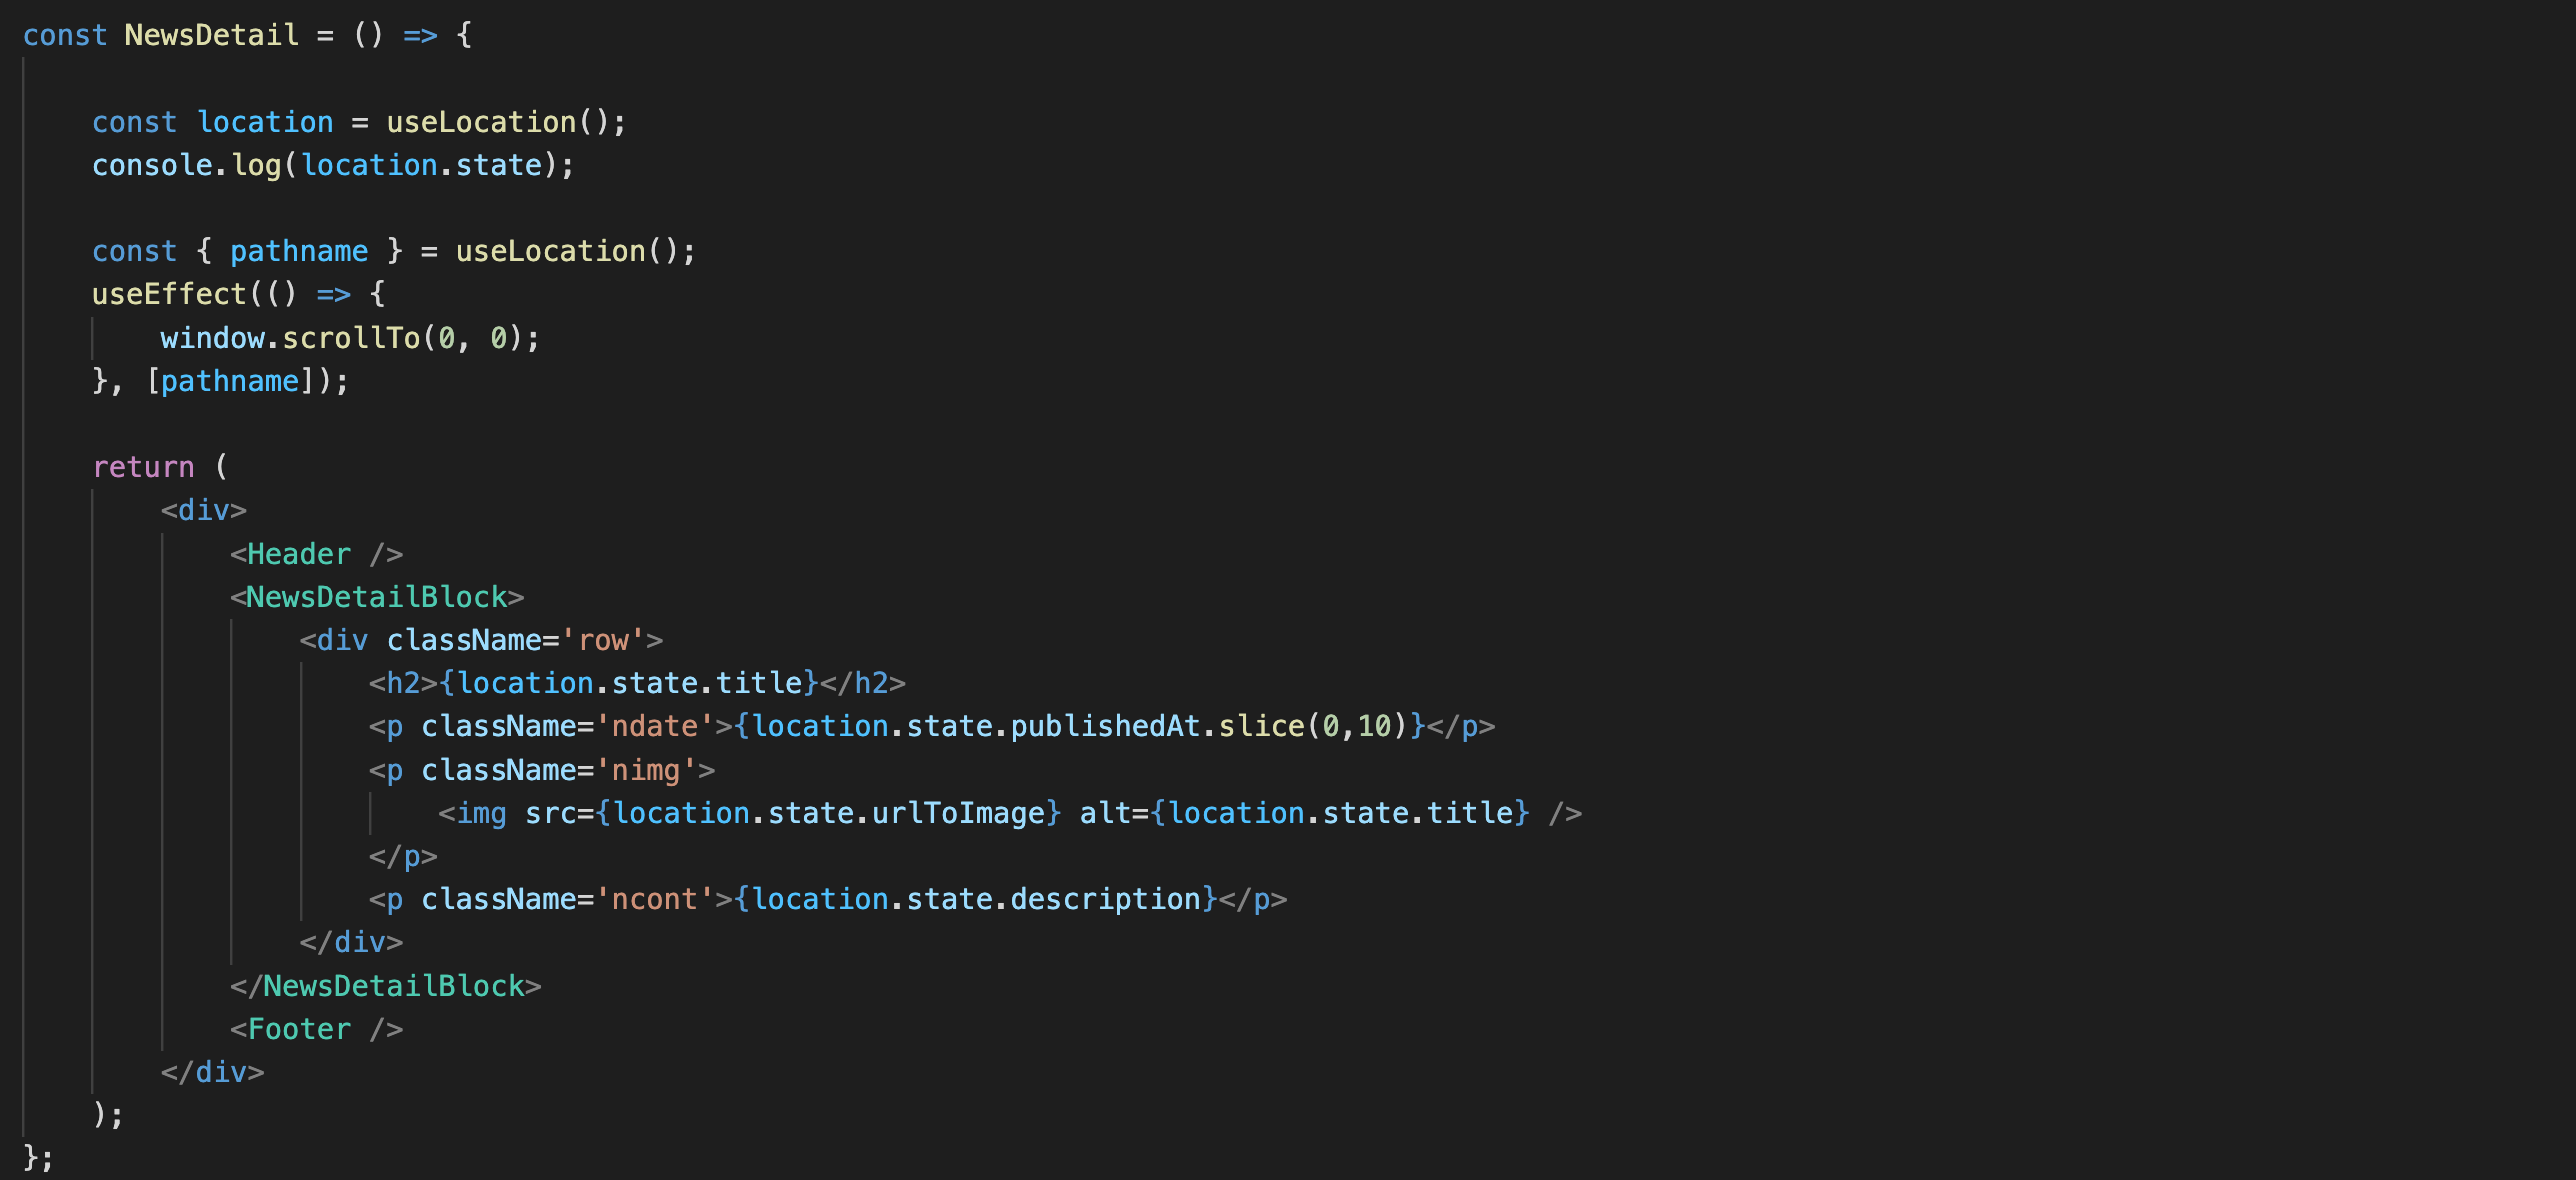 const NewsDetail = () => {
const location = useLocation();
console.log(location.state);
const { pathname } = useLocation();
useEffect(() => {
window.scrollTo(0, 0);
}, [pathname]);
return (
<div>
<Header />
<NewsDetailBlock>
<div className='row'>
<h2>{location.state.title}</h2>
<p className='ndate'>{location.state.publishedAt.slice(0,10)}</p>
<p className='nimg'>
<img src={location.state.urlToImage} alt={location.state.title} />
</p>
<p className='ncont'>{location.state.description}</p>
</div>
</NewsDetailBlock>
<Footer />
</div>
);
};